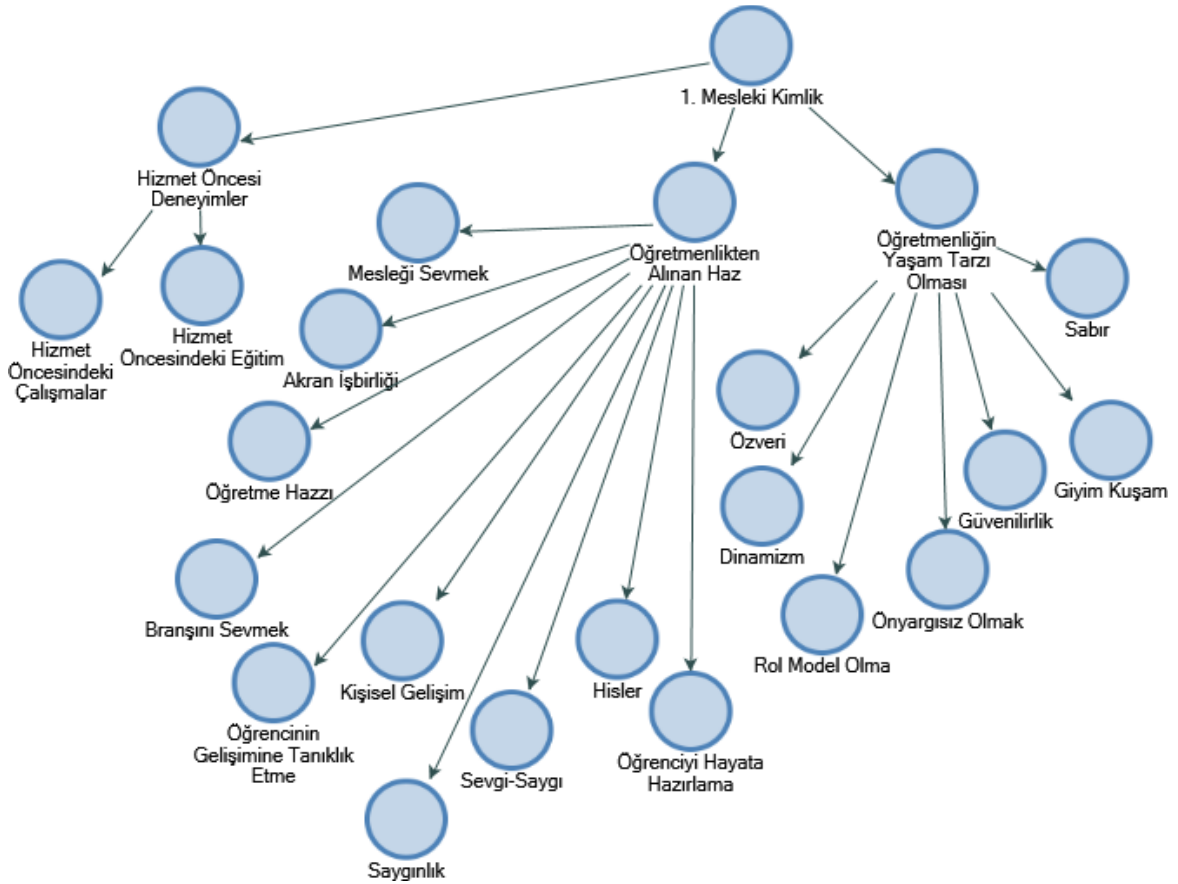 1. Mesleki Kimlik
Hizmet Öncesi
Deneyimler
Mesleği Sevmek
Öğretmenlikten
Alınan Haz
Öğretmenliğin
Yaşam Tarzı
Olması
Sabır
Hizmet
Öncesindeki
Çalışmalar
Hizmet
Öncesindeki Eğitim
Akran İşbirliği
Özveri
Öğretme Hazzı
Giyim Kuşam
Güvenilirlik
Dinamizm
Branşını Sevmek
Önyargısız Olmak
Rol Model Olma
Kişisel Gelişim
Hisler
Öğrencinin
Gelişimine Tanıklık
Etme
Sevgi-Saygı
Öğrenciyi Hayata
Hazırlama
Saygınlık